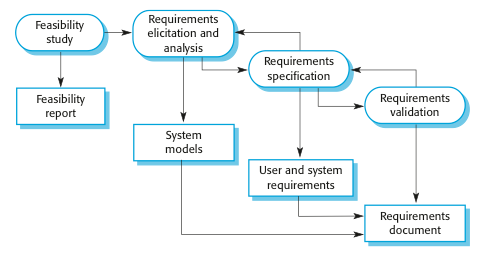 Feasibility
study
Requirements
elicitation and
analysis
Requirements
specification
Requirements
validation
Feasibility
report
System
models
User and system
requirements
Requirements
document